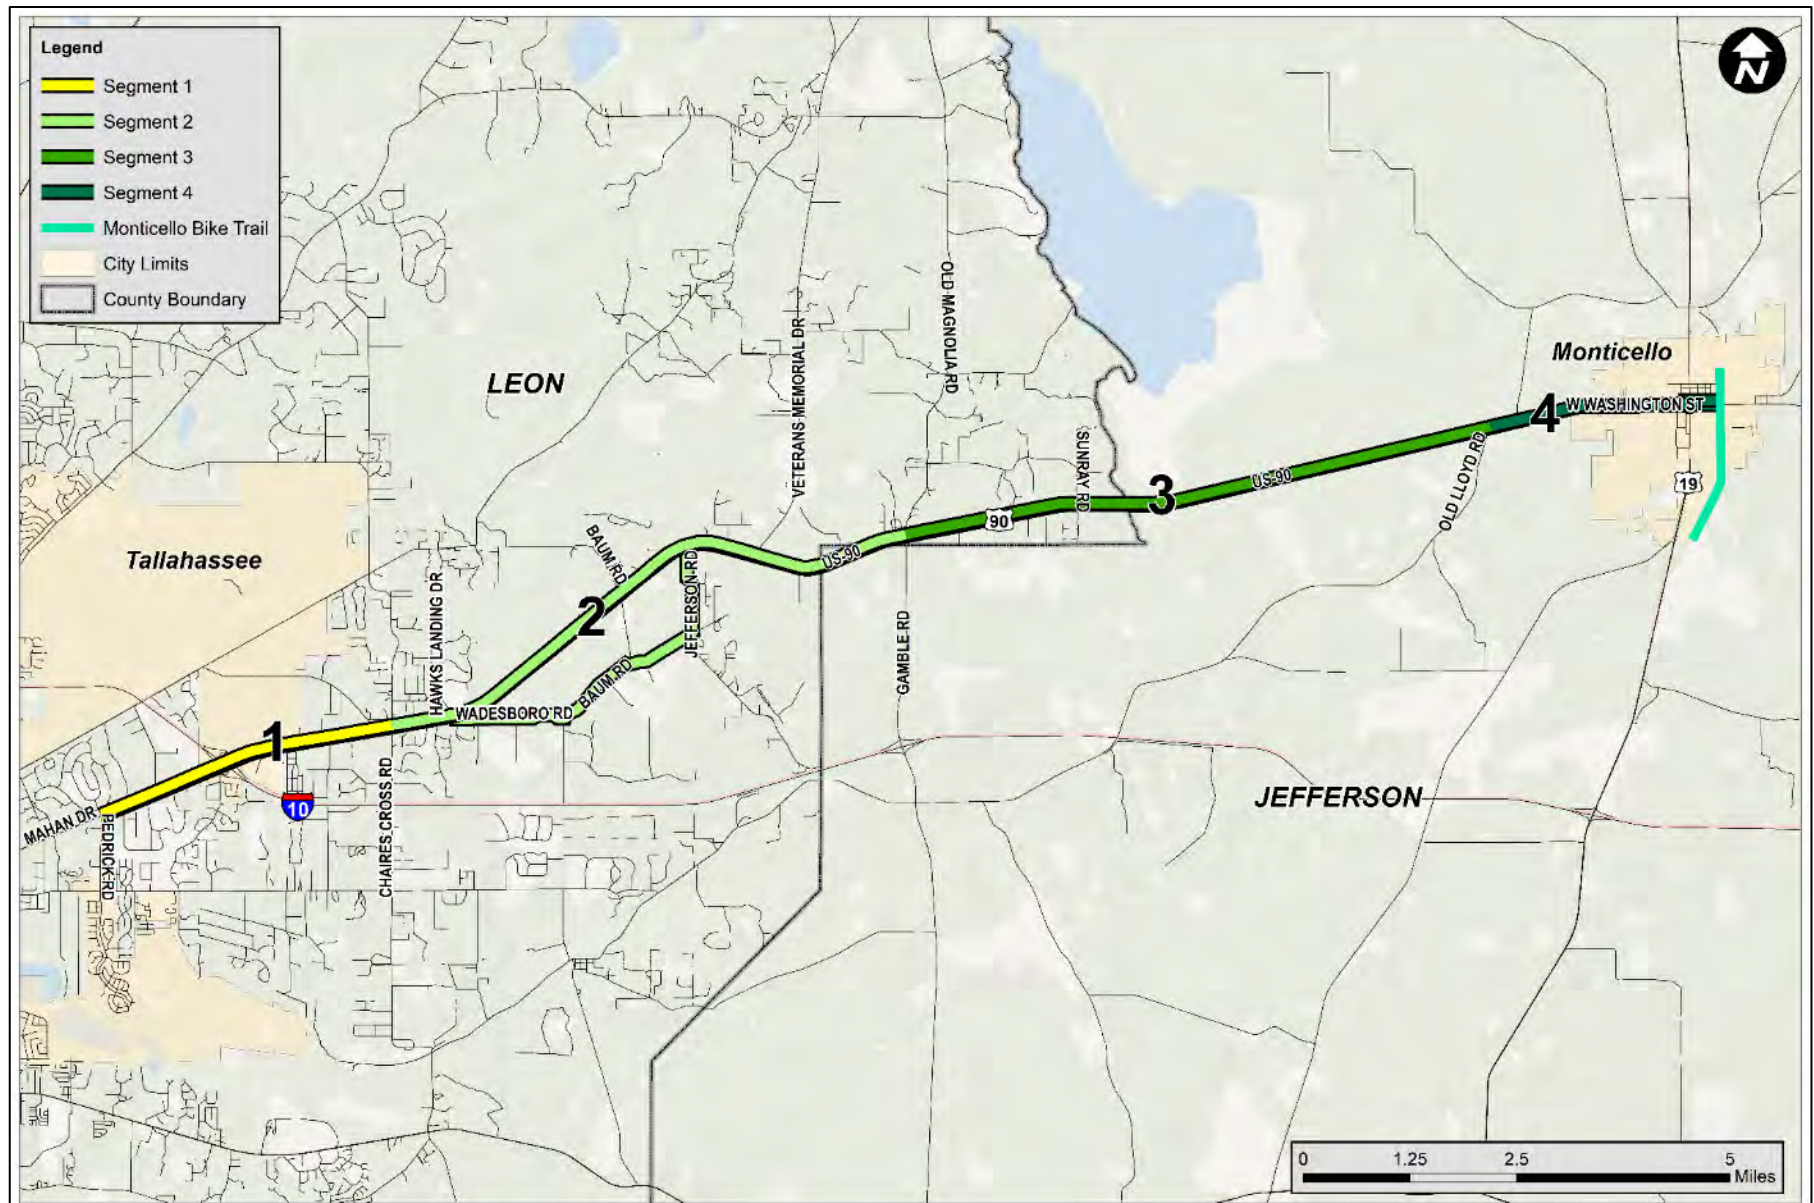 Legend
Segment 1
Segment 2
Segment 3
Segment 4
Monticello Bike Trail
City Limits
County Boundary
N
LEON
OLD MAGNOLIA RD
VETERANS MEMORIAL DR
Monticello
4
W WASHINGTON ST
SUNRAY RD
3
US-90
OLD LLOYD RD
19
90
Tallahassee
BAUM RD
US-90
JEFFERSON RD
HAWKS LANDING DR
2
GAMBLE RD
BAUM RD
WADESBORO RD
1
CHAIRES CROSS RD
10
JEFFERSON
MAHAN DR
PEDRICK RD
0 1.25 2.5 5
Miles